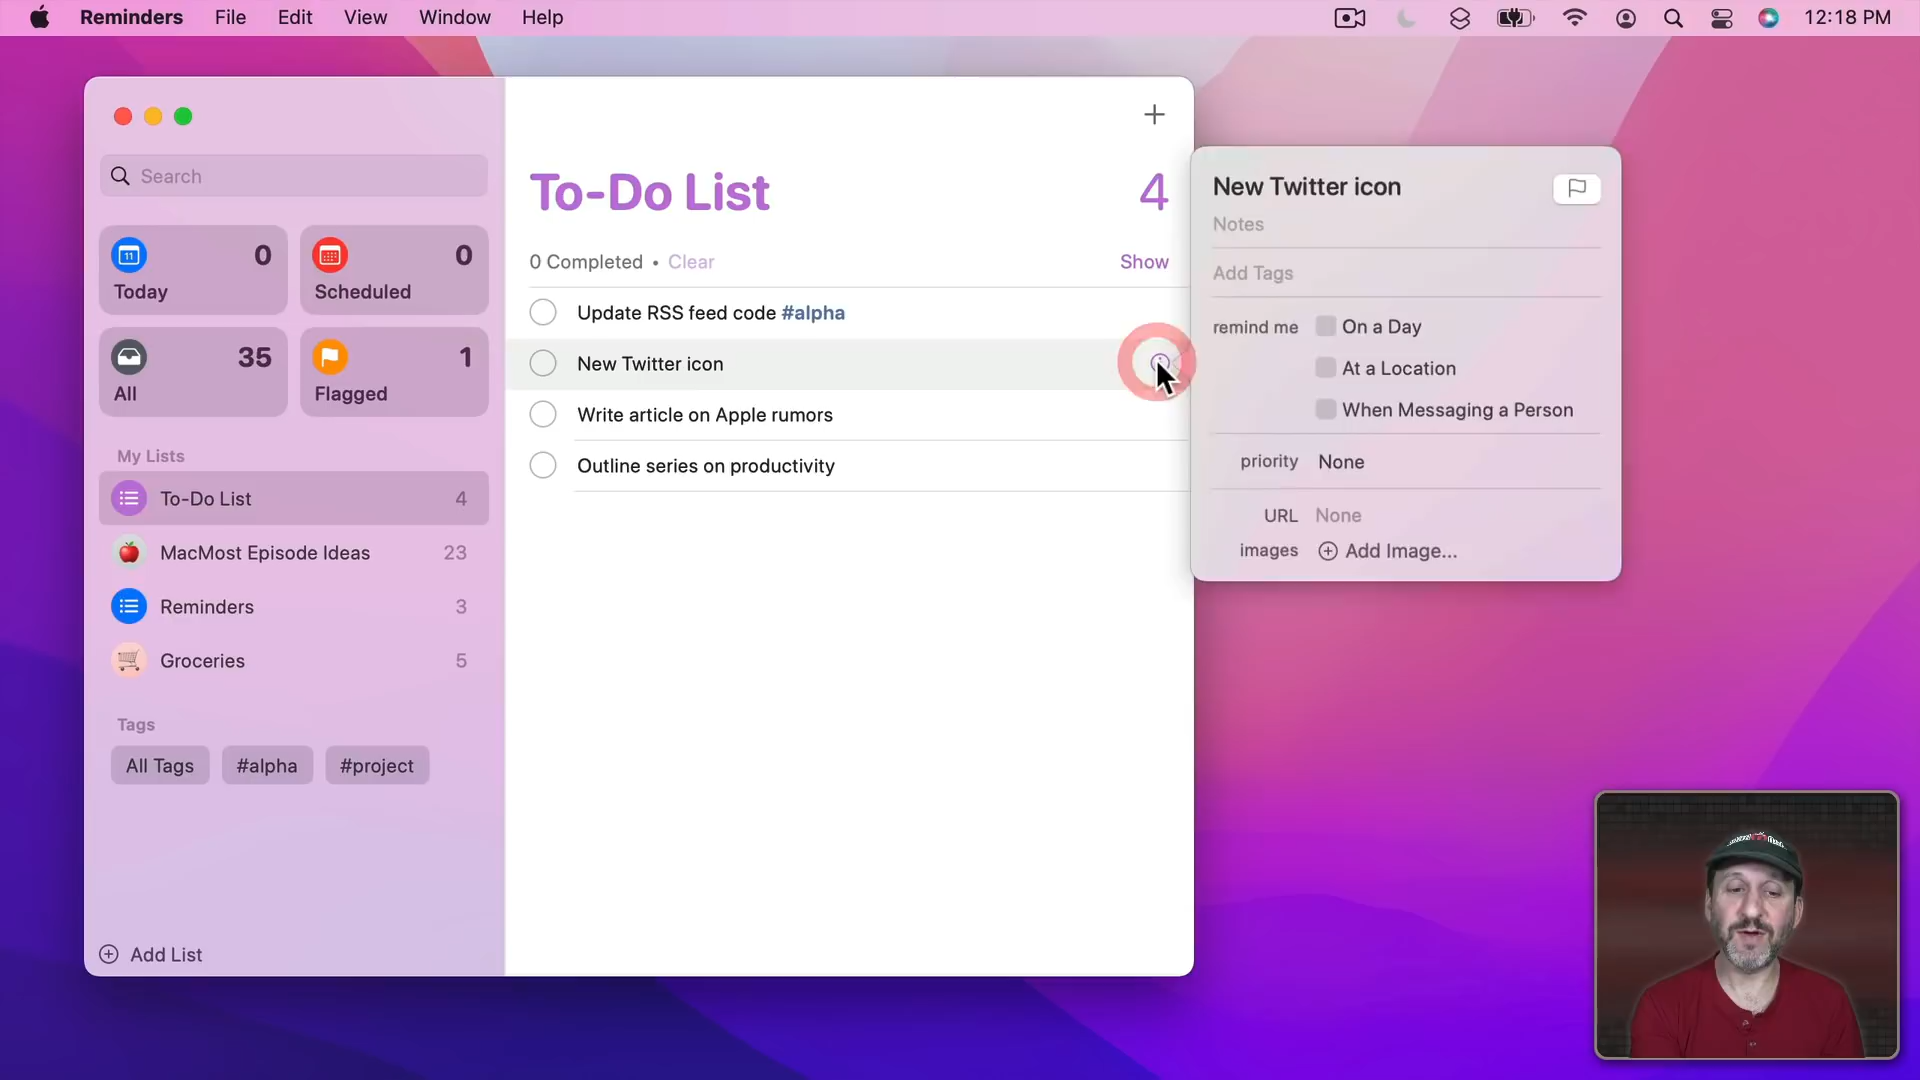 Reminders File Edit View Window Help 12:18 PM
Search
11 0 0
Today Scheduled
35 1
All Flagged
My Lists
To-Do List 4
MacMost Episode Ideas 23
Reminders 3
Groceries 5
Tags
All Tags #alpha #project
Add List
To-Do List 4
0 Completed • Clear Show
Update RSS feed code #alpha
New Twitter icon
Write article on Apple rumors
Outline series on productivity
New Twitter icon
Notes
Add Tags
remind me On a Day
At a Location
When Messaging a Person
priority None
URL None
images Add Image...